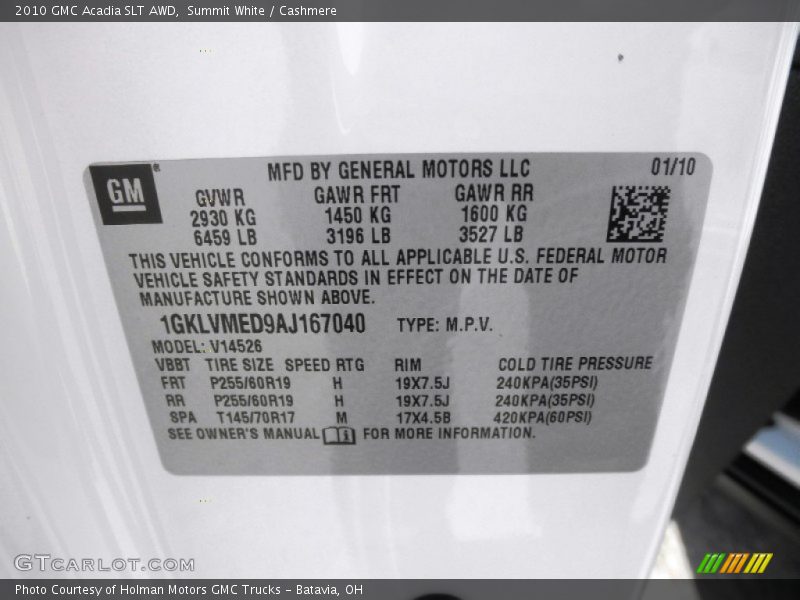 2010 GMC Acadia SLT AWD, Summit White / Cashmere
GM®
MFD BY GENERAL MOTORS LLC 01/10
GVWR GAWR FRT GAWR RR
2930 KG 1450 KG 1600 KG
6459 LB 3196 LB 3527 LB
THIS VEHICLE CONFORMS TO ALL APPLICABLE U.S. FEDERAL MOTOR
VEHICLE SAFETY STANDARDS IN EFFECT ON THE DATE OF
MANUFACTURE SHOWN ABOVE.
1GKLVMED9AJ167040 TYPE: M.P.V.
MODEL: V14526
VBBT TIRE SIZE SPEED RTG RIM COLD TIRE PRESSURE
FRT P255/60R19 H 19X7.5J 240KPA(35PSI)
RR P255/60R19 H 19X7.5J 240KPA(35PSI)
SPA T145/70R17 M 17X4.5B 420KPA(60PSI)
SEE OWNER'S MANUAL i FOR MORE INFORMATION.
GTCARLOT.COM
Photo Courtesy of Holman Motors GMC Trucks - Batavia, OH